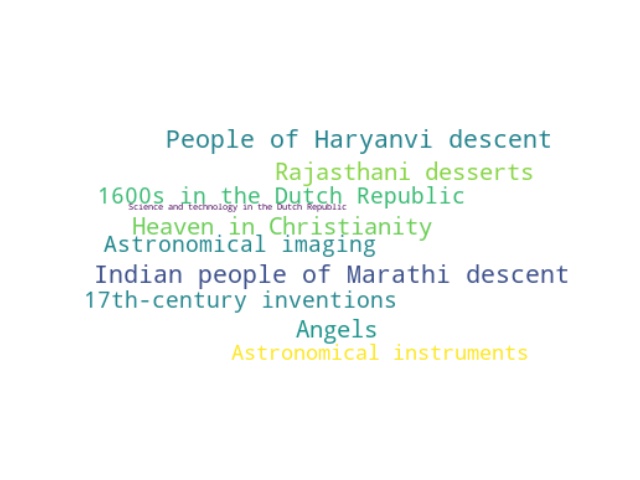 People of Haryanvi descent
Rajasthani desserts
1600s in the Dutch Republic
Science and technology in the Dutch Republic
Heaven in Christianity
Astronomical imaging
Indian people of Marathi descent
17th-century inventions
Angels
Astronomical instruments